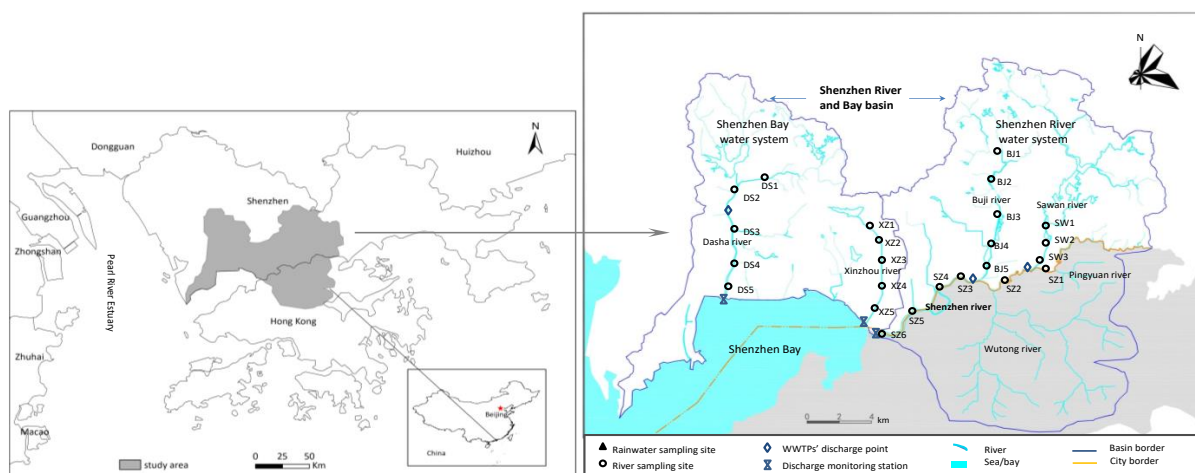 N
Dongguan
Huizhou
Shenzhen
Guangzhou
Zhongshan
Pearl River Estuary
Hong Kong
Zhuhai
Macao
Beijing
China
study area
0 25 50
Km
N
Shenzhen River
and Bay basin
Shenzhen Bay
water system
Shenzhen River
water system
DS1
DS2
DS3
Dasha river
DS4
DS5
XZ1
XZ2
XZ3
Xinzhou river
XZ4
XZ5
BJ1
BJ2
Buji river
BJ3
BJ4
BJ5
Sawan river
SW1
SW2
SW3
SZ1
Pingyuan river
SZ2
SZ3
SZ4
Shenzhen river
SZ5
SZ6
Wutong river
Shenzhen Bay
0 2 4
km
Rainwater sampling site
River sampling site
WWTPs' discharge point
Discharge monitoring station
River
Sea/bay
Basin border
City border